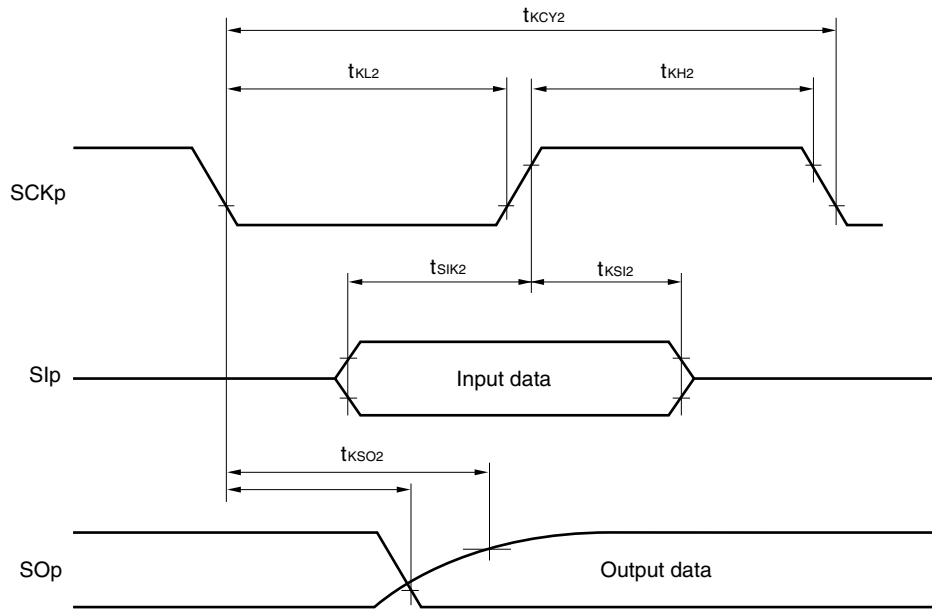 tKCY2
tKL2
tKH2
SCKp
tSIK2
tKSI2
SIp
Input data
tKSO2
SOp
Output data